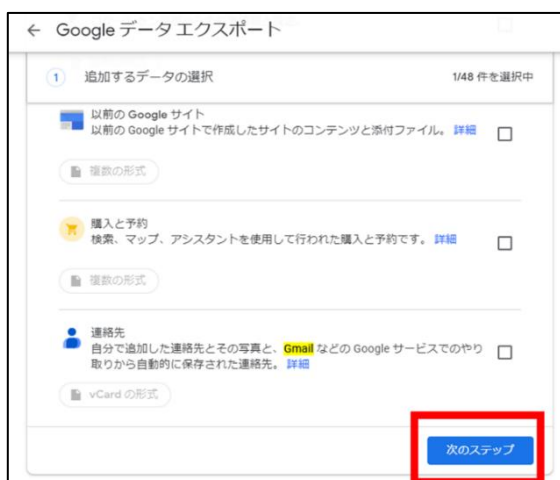 ← Google データ エクスポート
1 追加するデータの選択 1/48 件を選択中
以前の Google サイト
以前の Google サイトで作成したサイトのコンテンツと添付ファイル。 詳細
複数の形式
購入と予約
検索、マップ、アシスタントを使用して行われた購入と予約です。 詳細
複数の形式
連絡先
自分で追加した連絡先とその写真と、Gmail などの Google サービスでのやり
取りから自動的に保存された連絡先。 詳細
vCard の形式
次のステップ